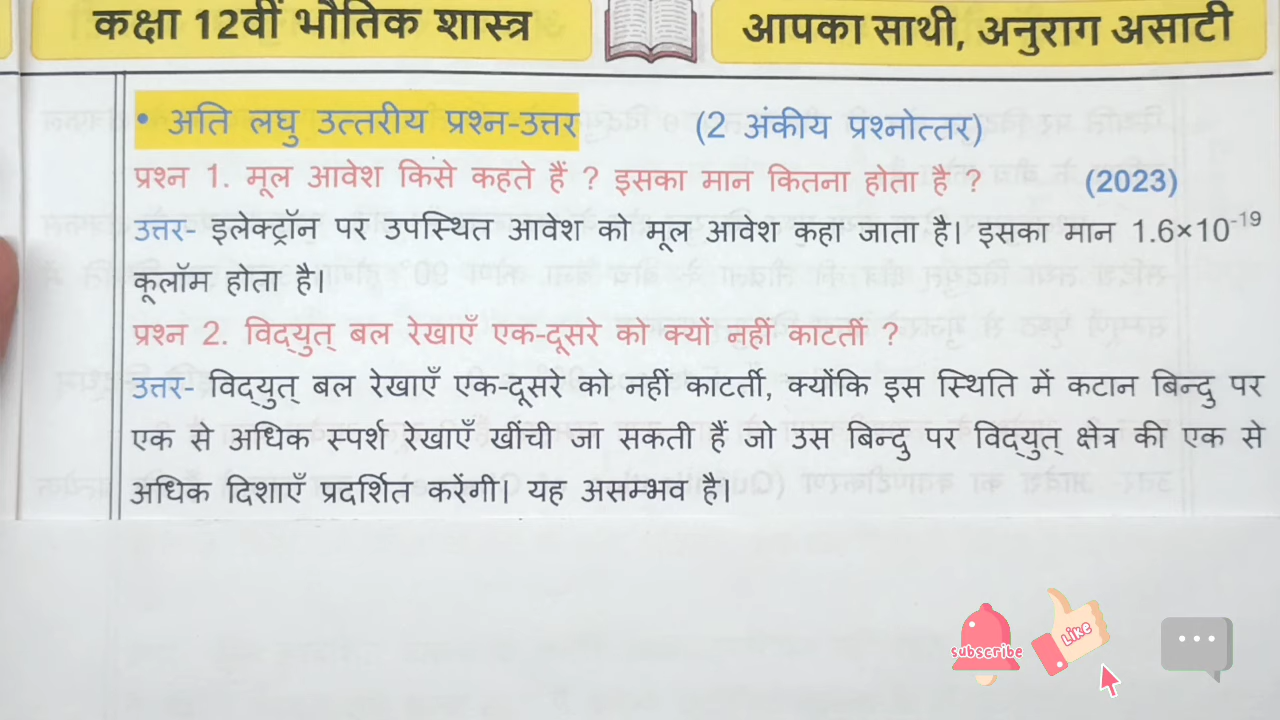 कक्षा 12वीं भौतिक शास्त्र
आपका साथी, अनुराग असाटी
• अति लघु उत्तरीय प्रश्न-उत्तर (2 अंकीय प्रश्नोत्तर)
प्रश्न 1. मूल आवेश किसे कहते हैं ? इसका मान कितना होता है ? (2023)
उत्तर- इलेक्ट्रॉन पर उपस्थित आवेश को मूल आवेश कहा जाता है। इसका मान 1.6×10⁻¹⁹
कूलॉम होता है।
प्रश्न 2. विद्युत् बल रेखाएँ एक-दूसरे को क्यों नहीं काटतीं ?
उत्तर- विद्युत् बल रेखाएँ एक-दूसरे को नहीं काटतीं, क्योंकि इस स्थिति में कटान बिन्दु पर
एक से अधिक स्पर्श रेखाएँ खींची जा सकती हैं जो उस बिन्दु पर विद्युत् क्षेत्र की एक से
अधिक दिशाएँ प्रदर्शित करेंगी। यह असम्भव है।
subscribe
Like